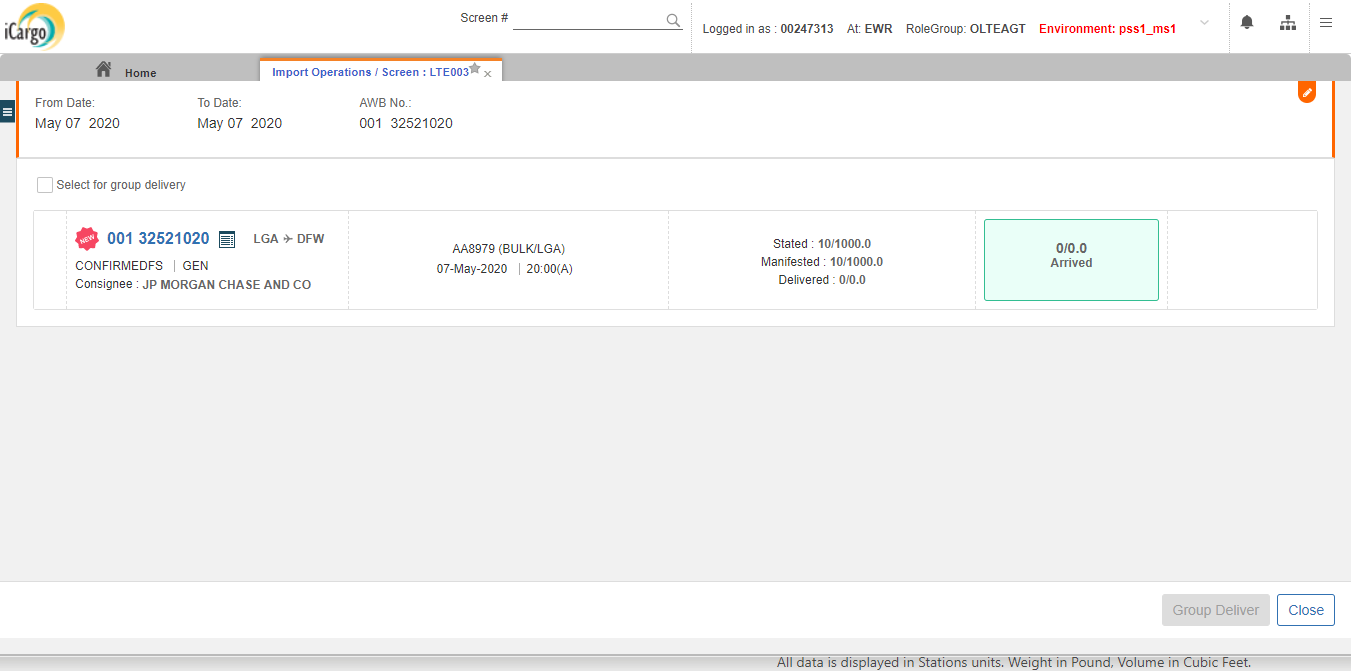 iCargo
Screen #
Logged in as : 00247313 At: EWR RoleGroup: OLTEAGT Environment: pss1_ms1
Home
Import Operations / Screen : LTE003
From Date: To Date: AWB No.:
May 07 2020 May 07 2020 001 32521020
Select for group delivery
NEW 001 32521020 LGA DFW
CONFIRMEDFS | GEN
Consignee : JP MORGAN CHASE AND CO
AA8979 (BULK/LGA)
07-May-2020 | 20:00(A)
Stated : 10/1000.0
Manifested : 10/1000.0
Delivered : 0/0.0
0/0.0
Arrived
Group Deliver Close
All data is displayed in Stations units. Weight in Pound, Volume in Cubic Feet.